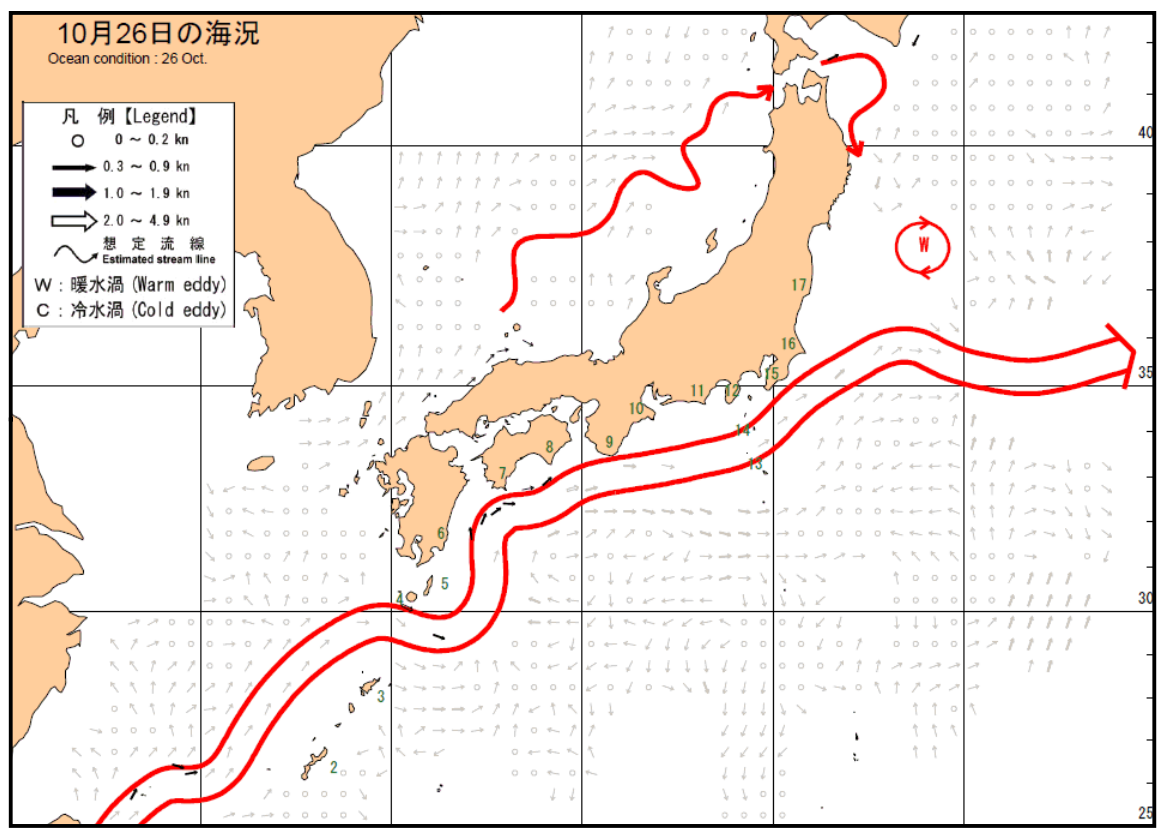 10月26日の海況
Ocean condition : 26 Oct.
凡 例【Legend】
0 ~ 0.2 kn
0.3 ~ 0.9 kn
1.0 ~ 1.9 kn
2.0 ~ 4.9 kn
想 定 流 線
Estimated stream line
W : 暖水渦 (Warm eddy)
C : 冷水渦 (Cold eddy)
40
W
17
16
35
15
12
11
10
14
9
8
13
7
6
5
4
30
3
2
25